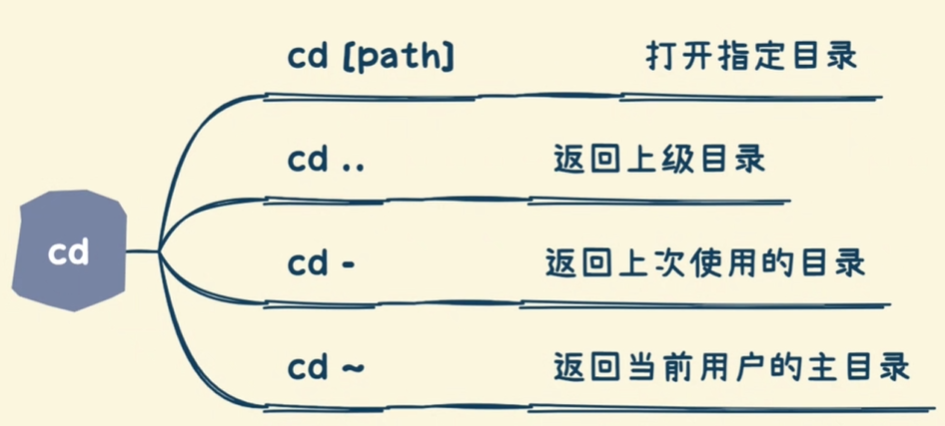 cd
cd [path] 打开指定目录
cd .. 返回上级目录
cd - 返回上次使用的目录
cd ~ 返回当前用户的主目录